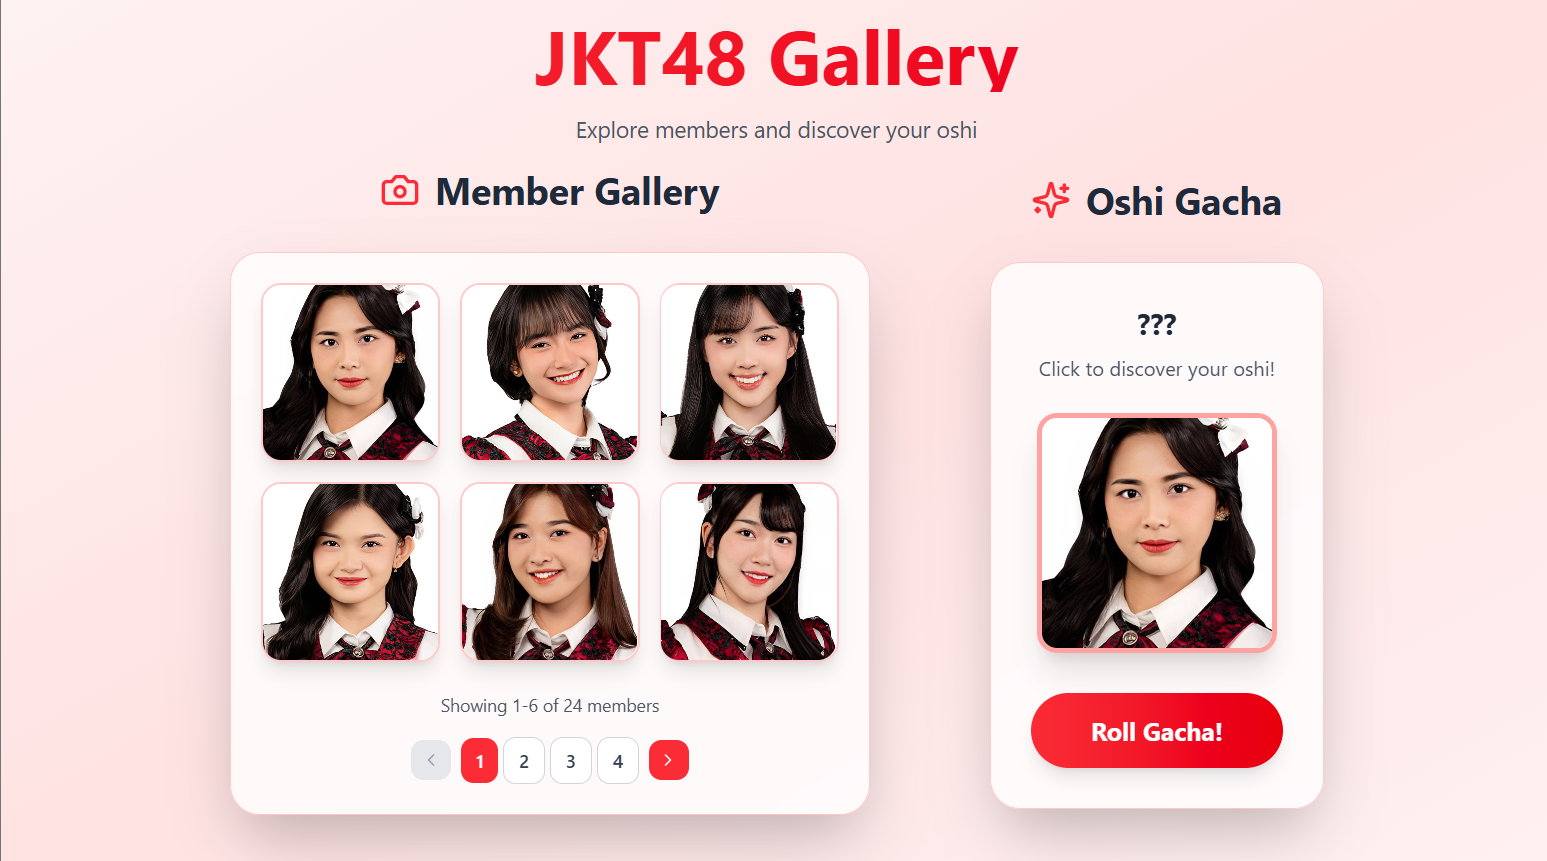 JKT48 Gallery
Explore members and discover your oshi
Member Gallery
Showing 1-6 of 24 members
1 2 3 4
Oshi Gacha
???
Click to discover your oshi!
Roll Gacha!